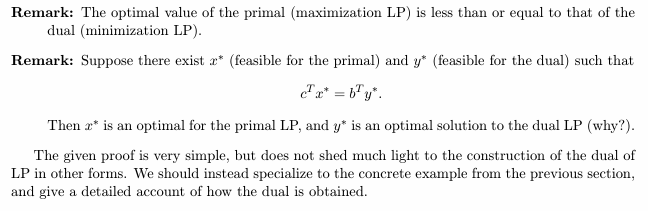 Remark: The optimal value of the primal (maximization LP) is less than or equal to that of the
dual (minimization LP).
Remark: Suppose there exist x* (feasible for the primal) and y* (feasible for the dual) such that
c^T x* = b^T y*.
Then x* is an optimal for the primal LP, and y* is an optimal solution to the dual LP (why?).
The given proof is very simple, but does not shed much light to the construction of the dual of
LP in other forms. We should instead specialize to the concrete example from the previous section,
and give a detailed account of how the dual is obtained.